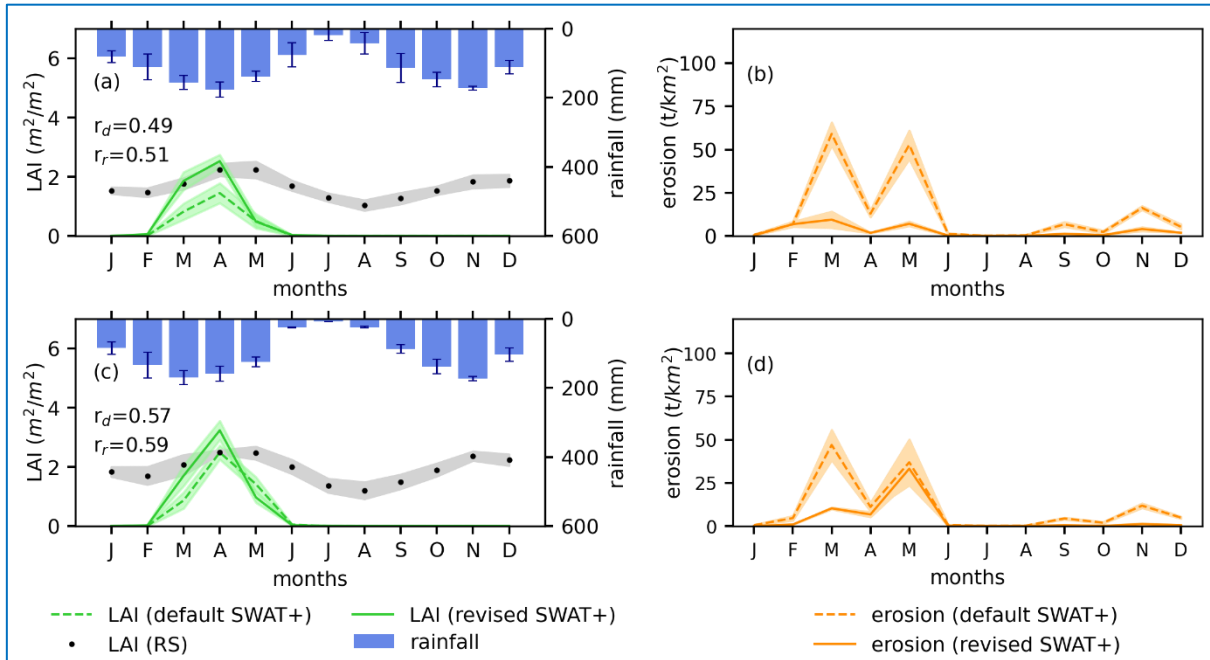 0
6
(a)
LAI (m²/m²)
4
r_d=0.49
r_r=0.51
2
0
J F M A M J J A S O N D
months
200
400
600
rainfall (mm)
(b)
erosion (t/km²)
100
75
50
25
0
J F M A M J J A S O N D
months
0
6
(c)
LAI (m²/m²)
4
r_d=0.57
r_r=0.59
2
0
J F M A M J J A S O N D
months
200
400
600
rainfall (mm)
(d)
erosion (t/km²)
100
75
50
25
0
J F M A M J J A S O N D
months
LAI (default SWAT+)
LAI (revised SWAT+)
LAI (RS)
rainfall
erosion (default SWAT+)
erosion (revised SWAT+)